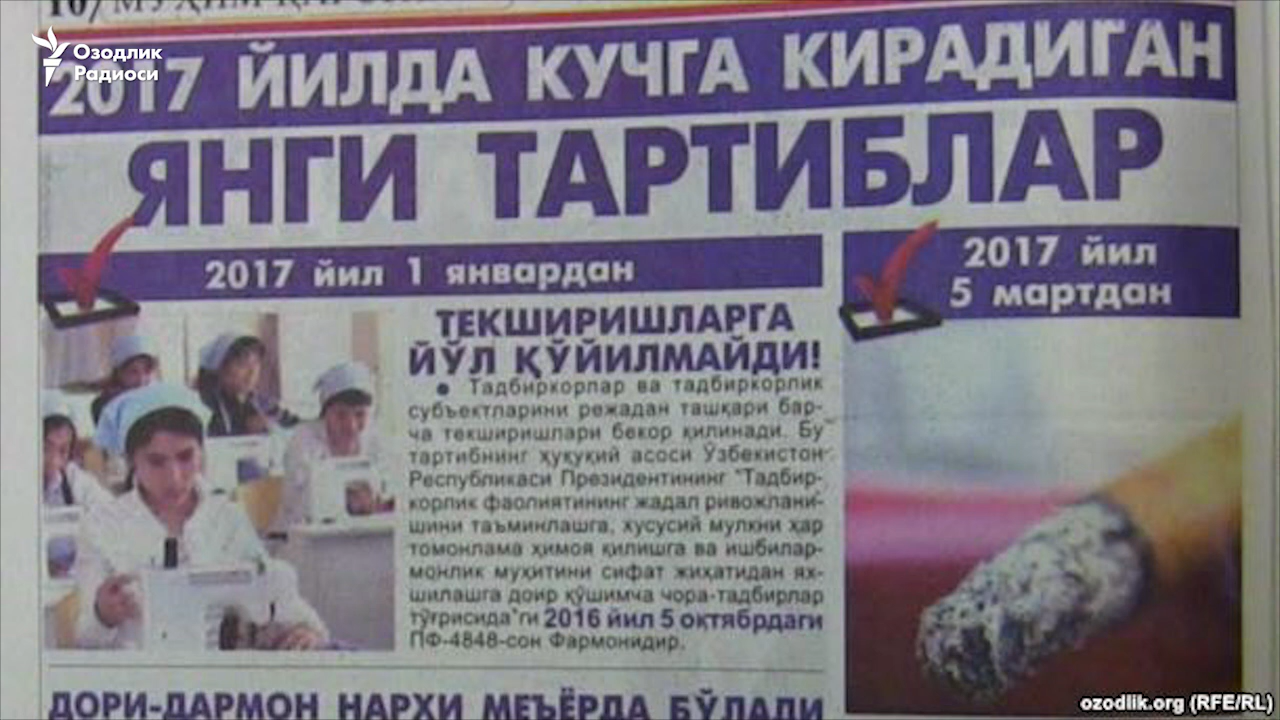 Озодлик
Радиоси
2017 ЙИЛДА КУЧГА КИРАДИГАН
ЯНГИ ТАРТИБЛАР
2017 йил 1 январдан
ТЕКШИРИШЛАРГА
ЙЎЛ ҚЎЙИЛМАЙДИ!
● Тадбиркорлар ва тадбиркорлик
субъектларини режадан ташқари бар-
ча текширишлари бекор қилинади. Бу
тартибнинг ҳуқуқий асоси Ўзбекистон
Республикаси Президентининг "Тадбир-
корлик фаолиятининг жадал ривожлани-
шини таъминлашга, хусусий мулкни ҳар
томонлама ҳимоя қилишга ва ишбилар-
монлик муҳитини сифат жиҳатидан ях-
шилашга доир қўшимча чора-тадбирлар
тўғрисида"ги 2016 йил 5 октябрдаги
ПФ-4848-сон Фармонидир.
2017 йил
5 мартдан
ДОРИ-ДАРМОН НАРХИ МЕЪЁРДА БЎЛАДИ
ozodlik.org (RFE/RL)